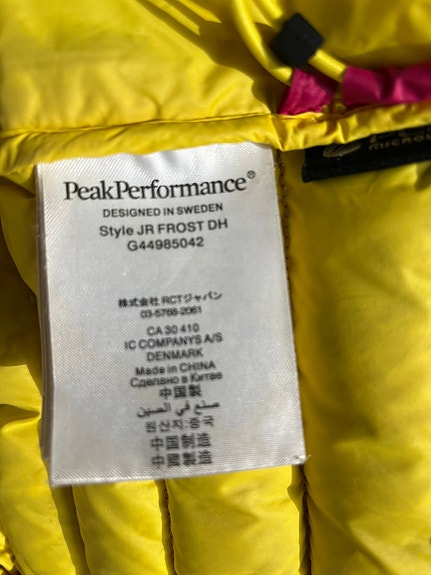 PeakPerformance®
DESIGNED IN SWEDEN
Style JR FROST DH
G44985042
株式会社 RCTジャパン
03-5768-2061
CA 30 410
IC COMPANYS A/S
DENMARK
Made in CHINA
Сделано в Китае
中国製
صنع في الصين
원산지:중국
中国制造
中國製造